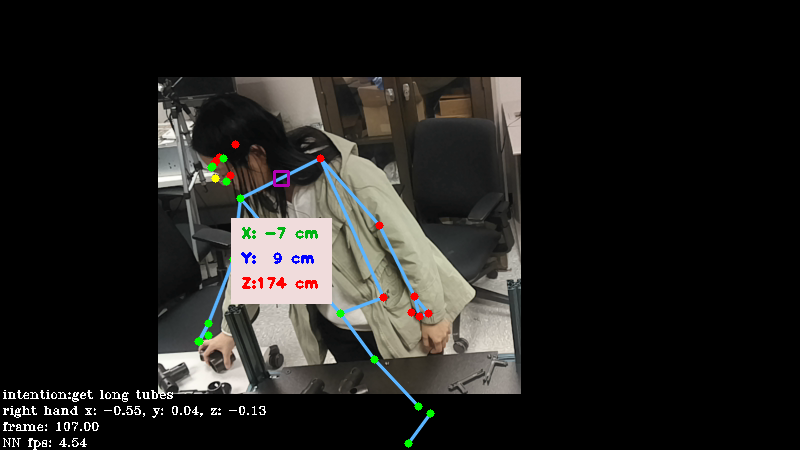 X: -7 cm
Y: 9 cm
Z:174 cm
intention:get long tubes
right hand x: -0.55, y: 0.04, z: -0.13
frame: 107.00
NN fps: 4.54